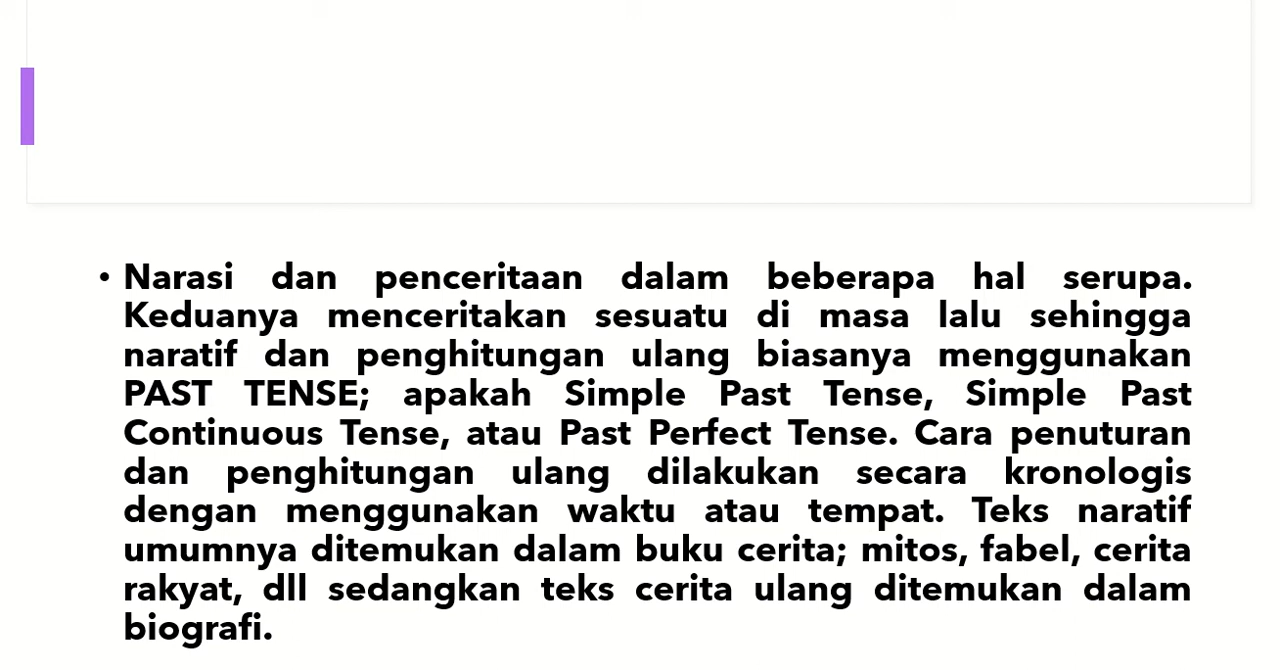 • Narasi dan penceritaan dalam beberapa hal serupa.
Keduanya menceritakan sesuatu di masa lalu sehingga
naratif dan penghitungan ulang biasanya menggunakan
PAST TENSE; apakah Simple Past Tense, Simple Past
Continuous Tense, atau Past Perfect Tense. Cara penuturan
dan penghitungan ulang dilakukan secara kronologis
dengan menggunakan waktu atau tempat. Teks naratif
umumnya ditemukan dalam buku cerita; mitos, fabel, cerita
rakyat, dll sedangkan teks cerita ulang ditemukan dalam
biografi.